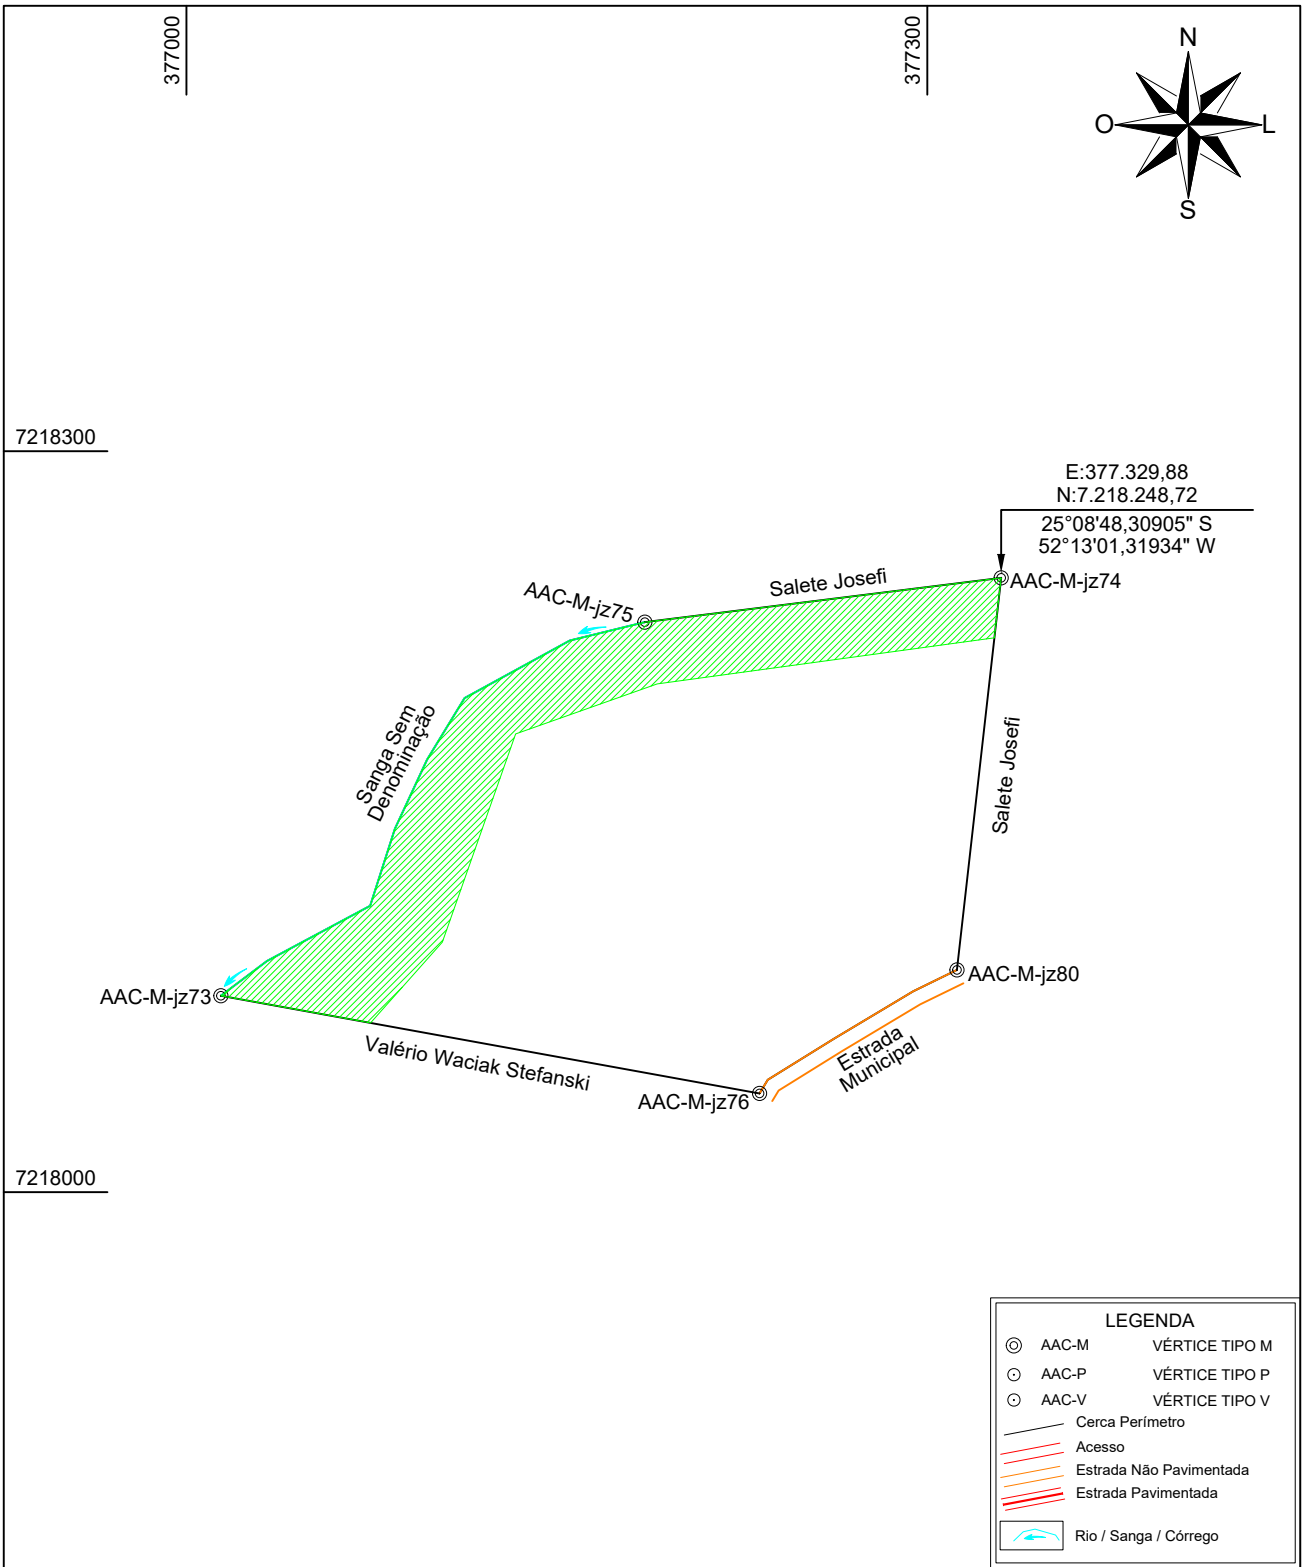 377000
377300
N
O
L
S
7218300
E:377.329,88
N:7.218.248,72
25°08'48,30905" S
52°13'01,31934" W
AAC-M-jz74
Salete Josefi
AAC-M-jz75
Sanga Sem
Denominação
Salete Josefi
AAC-M-jz80
AAC-M-jz73
Estrada
Municipal
Valério Waciak Stefanski
AAC-M-jz76
7218000
LEGENDA
AAC-M VÉRTICE TIPO M
AAC-P VÉRTICE TIPO P
AAC-V VÉRTICE TIPO V
Cerca Perímetro
Acesso
Estrada Não Pavimentada
Estrada Pavimentada
Rio / Sanga / Córrego